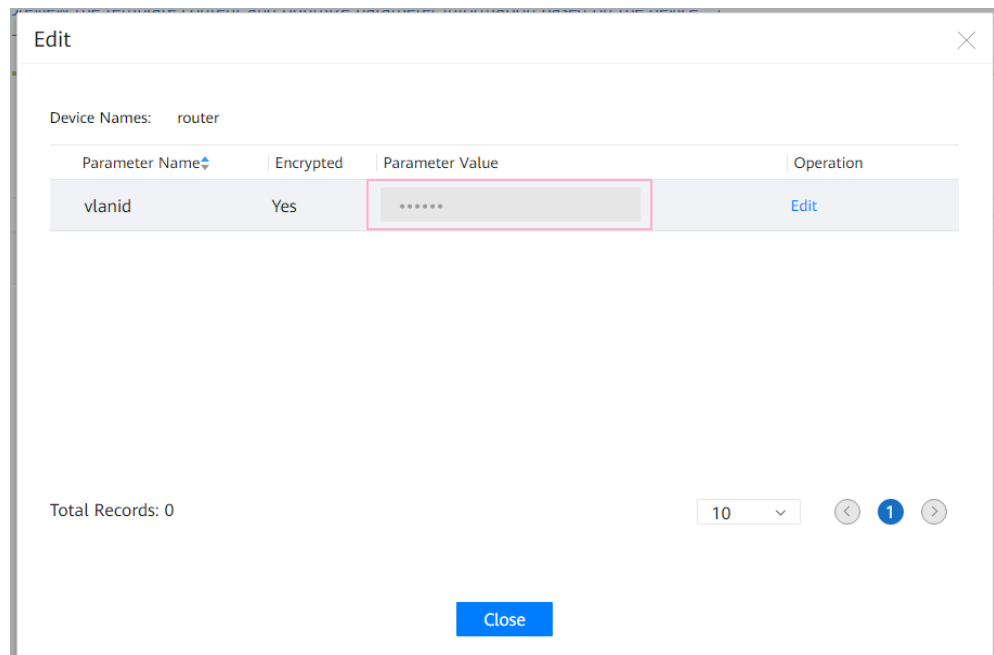 Edit
Device Names: router
Parameter Name Encrypted Parameter Value Operation
vlanid Yes •••••• Edit
Total Records: 0
10 1
Close